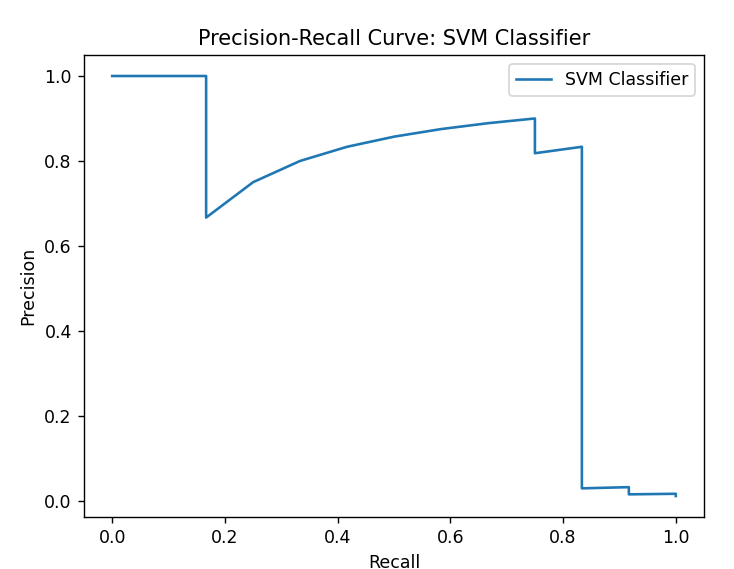 Precision-Recall Curve: SVM Classifier
SVM Classifier
1.0
0.8
0.6
0.4
0.2
0.0
Precision
0.0 0.2 0.4 0.6 0.8 1.0
Recall